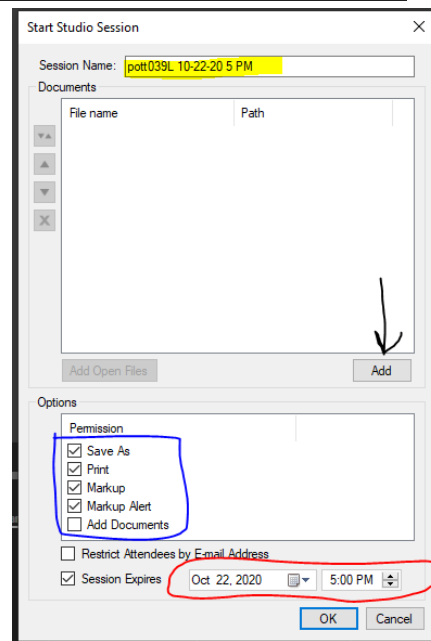 Start Studio Session
Session Name: pott039L 10-22-20 5 PM
Documents
File name Path
Add Open Files Add
Options
Permission
Save As
Print
Markup
Markup Alert
Add Documents
Restrict Attendees by E-mail Address
Session Expires Oct 22, 2020 5:00 PM
OK Cancel